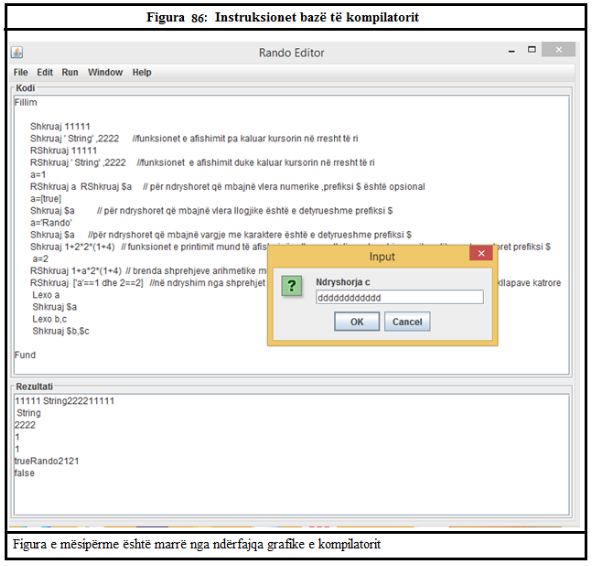 Figura 86: Instruksionet bazë të kompilatorit
Rando Editor
File Edit Run Window Help
Kodi
Fillim
Shkruaj 11111
Shkruaj ' String' ,2222 //funksionet e afishimit pa kaluar kursorin në rresht të ri
RShkruaj 11111
RShkruaj ' String' ,2222 //funksionet e afishimit duke kaluar kursorin në rresht të ri
a=1
RShkruaj a RShkruaj $a // për ndryshoret që mbajnë vlera numerike ,prefiksi $ është opsional
a=[true]
Shkruaj $a // për ndryshoret që mbajnë vlera llogjike është e detyrueshme prefiksi $
a='Rando'
Shkruaj $a //për ndryshoret që mbajnë vargje me karaktere është e detyrueshme prefiksi $
Shkruaj 1+2*2*(1+4) // funksionet e printimit mund të prefiksi $
a=2
RShkruaj 1+a*2*(1+4) // brenda shprehjeve arihmetike
RShkruaj ['a'==1 dhe 2==2] //në ndryshim nga shprehjet katrore
Lexo a
Shkruaj $a
Lexo b,c
Shkruaj $b,$c
Fund
Input
Ndryshorja c
dddddddddddd
OK Cancel
Rezultati
11111 String222211111
String
2222
1
1
trueRando2121
false
Figura e mësipërme është marrë nga ndërfajqa grafike e kompilatorit